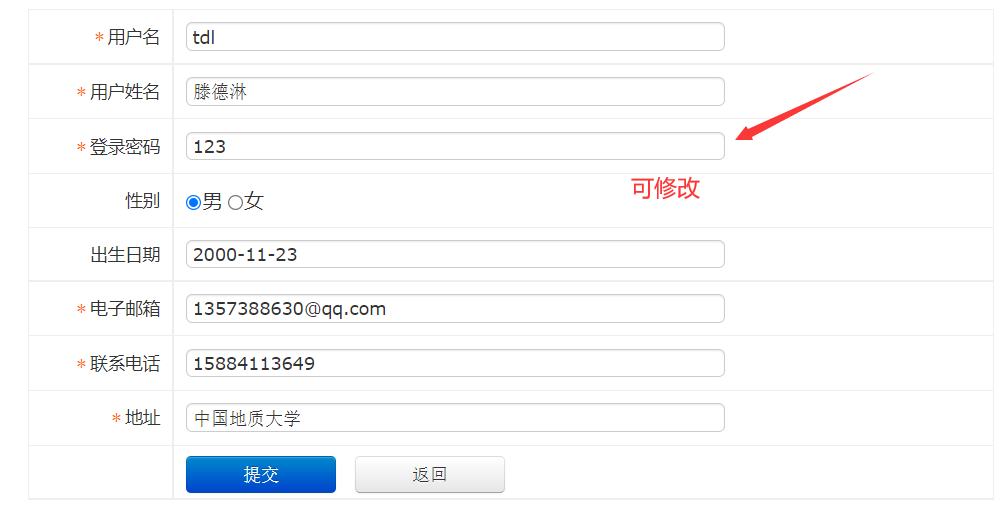 *用户名 tdl
*用户姓名 滕德淋
*登录密码 123
可修改
性别 男 女
出生日期 2000-11-23
*电子邮箱 1357388630@qq.com
*联系电话 15884113649
*地址 中国地质大学
提交 返回